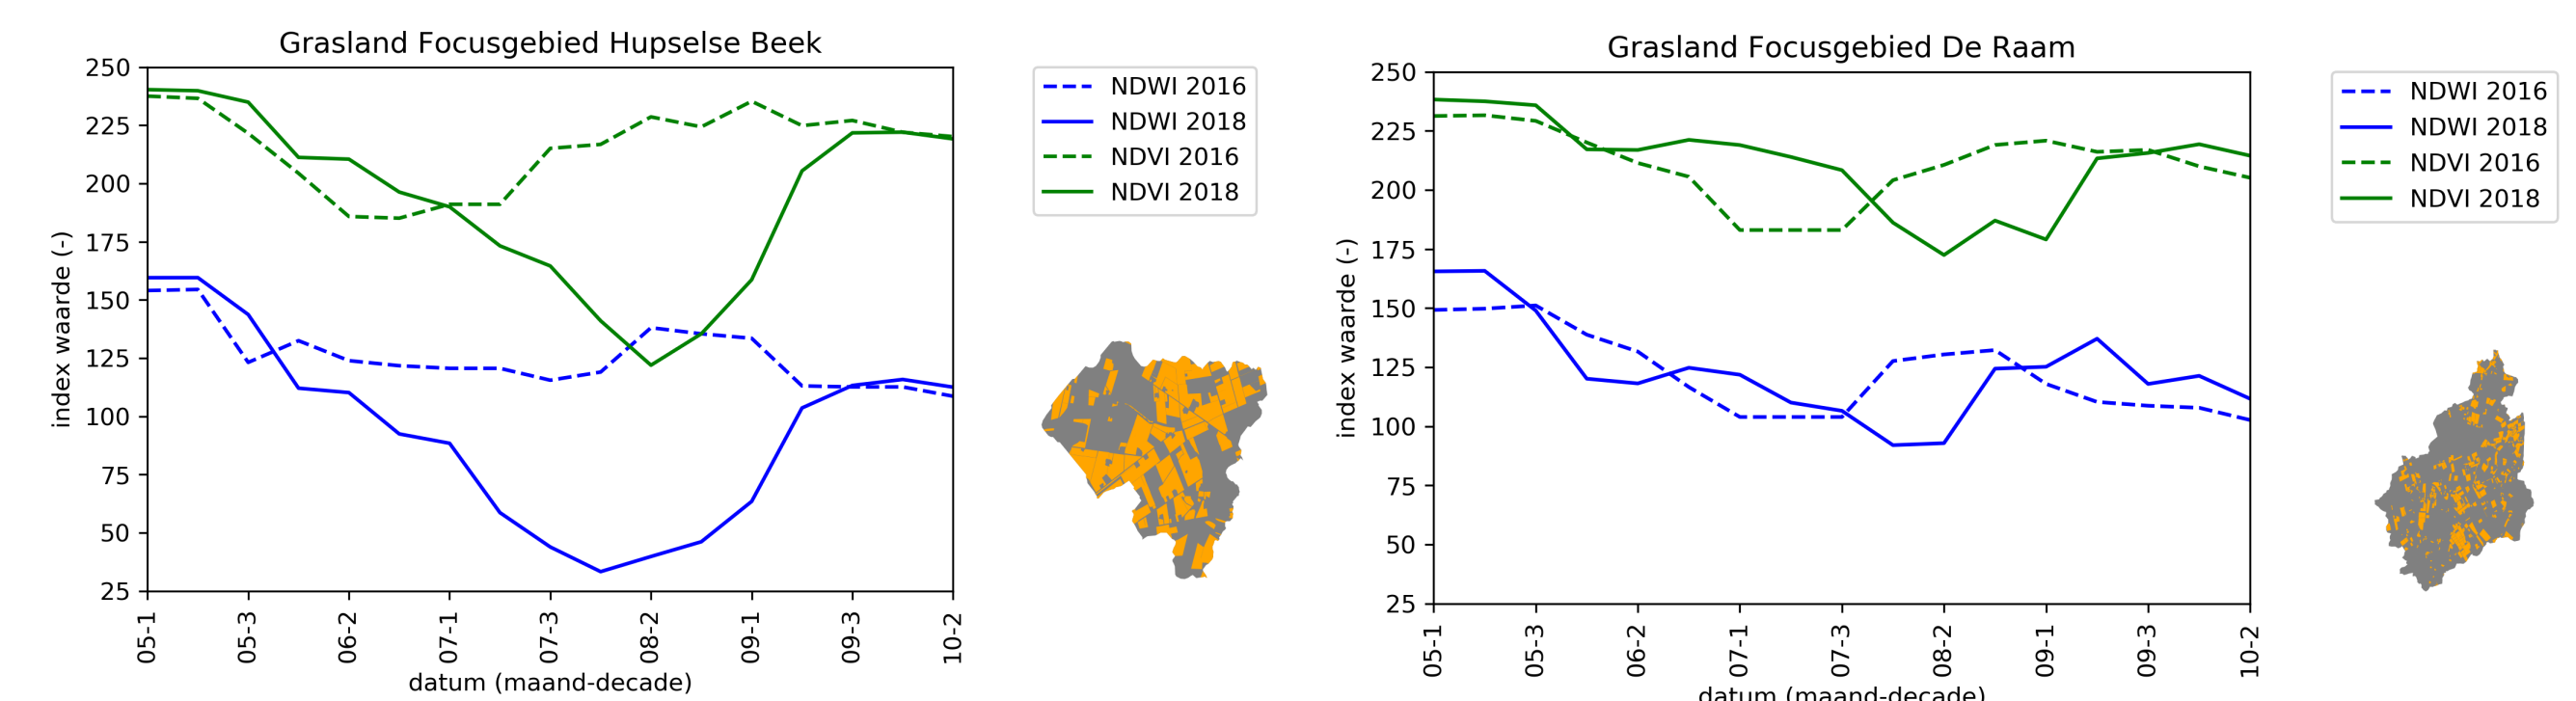 Grasland Focusgebied Hupselse Beek
250
225
200
175
150
125
100
75
50
25
index waarde (-)
05-1
05-3
06-2
07-1
07-3
08-2
09-1
09-3
10-2
datum (maand-decade)
NDWI 2016
NDWI 2018
NDVI 2016
NDVI 2018
Grasland Focusgebied De Raam
250
225
200
175
150
125
100
75
50
25
index waarde (-)
05-1
05-3
06-2
07-1
07-3
08-2
09-1
09-3
10-2
datum (maand-decade)
NDWI 2016
NDWI 2018
NDVI 2016
NDVI 2018